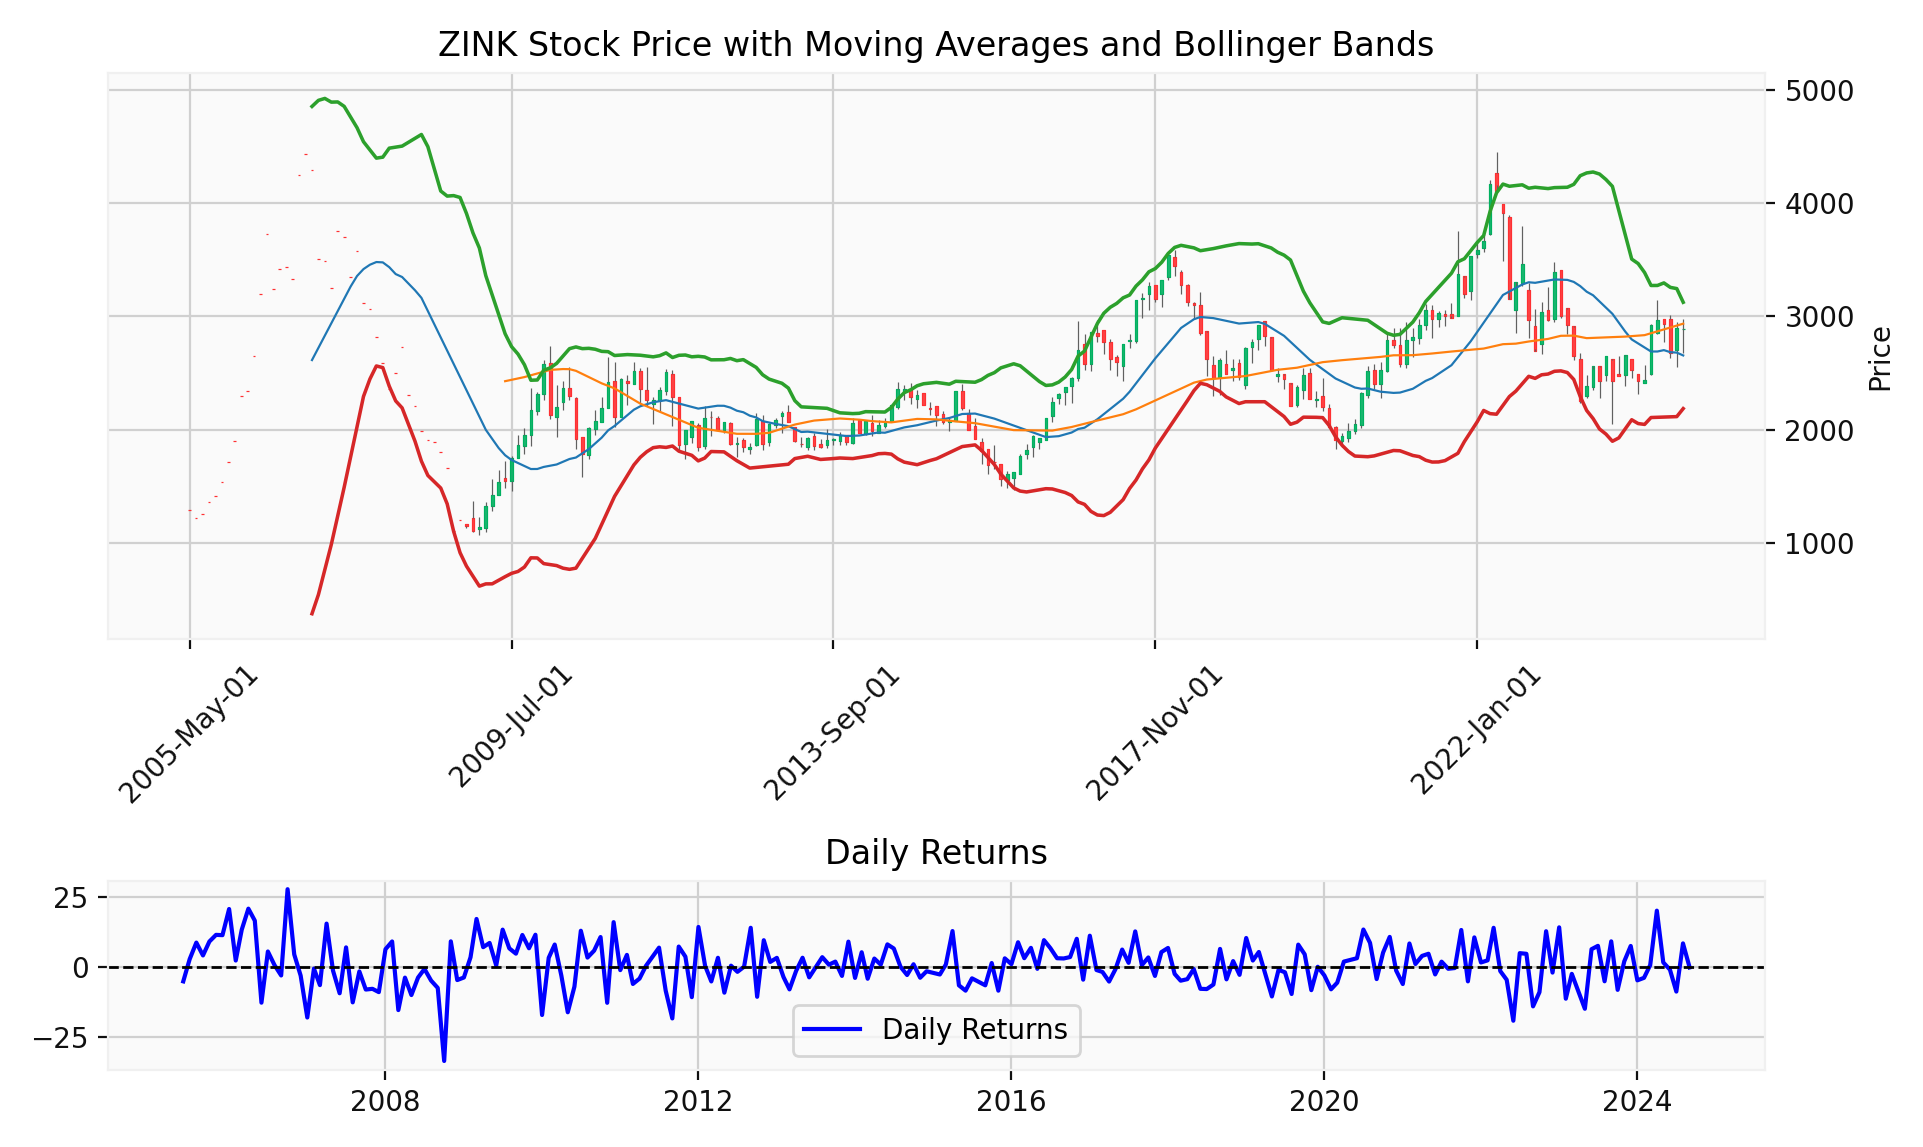 ZINK Stock Price with Moving Averages and Bollinger Bands
5000
4000
3000
2000
1000
Price
2005-May-01
2009-Jul-01
2013-Sep-01
2017-Nov-01
2022-Jan-01
Daily Returns
25
0
−25
Daily Returns
2008
2012
2016
2020
2024